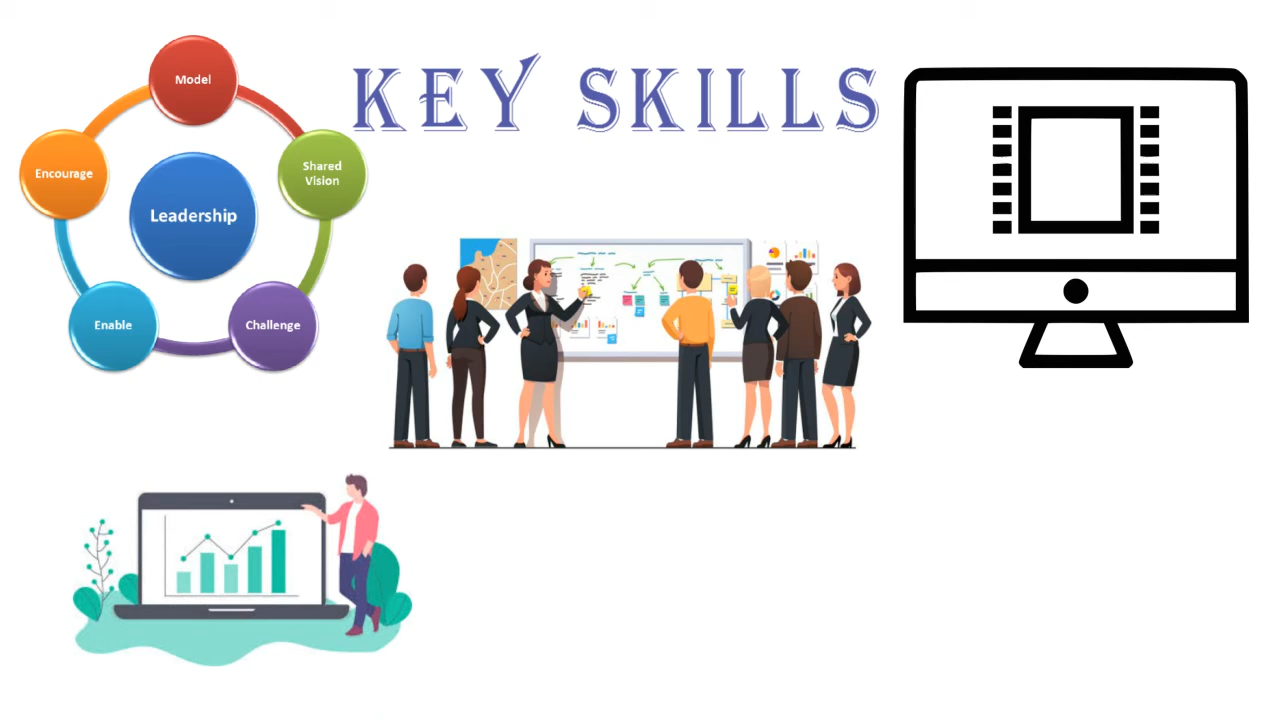 KEY SKILLS
Model
Encourage
Shared
Vision
Leadership
Enable
Challenge